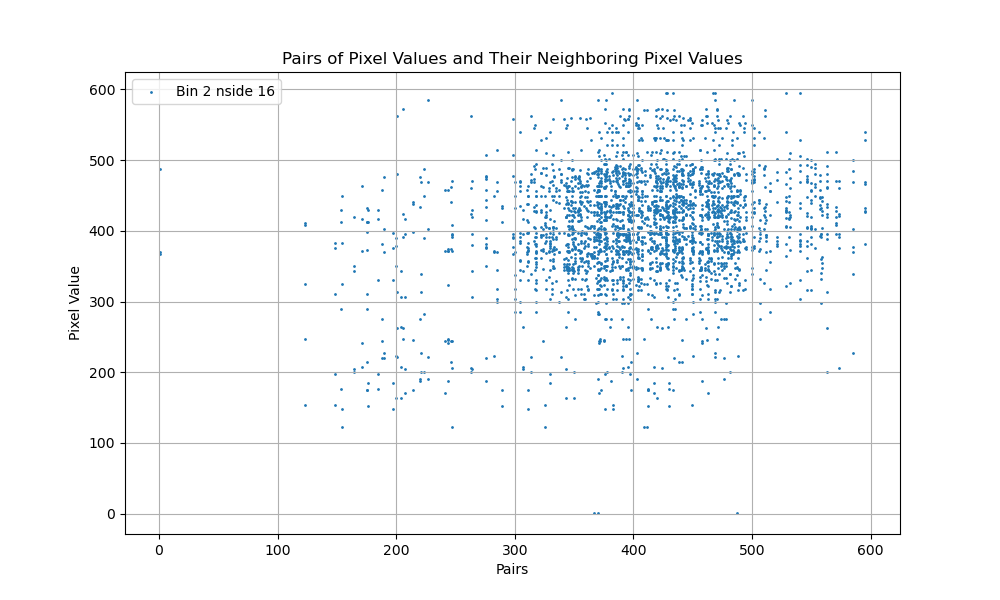 Pairs of Pixel Values and Their Neighboring Pixel Values
Bin 2 nside 16
600
500
400
300
200
100
0
Pixel Value
0 100 200 300 400 500 600
Pairs